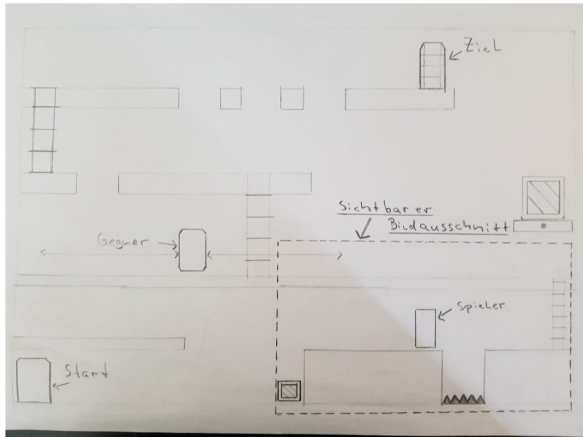 Ziel
Sichtbarer
Bildausschnitt
Gegner
Spieler
Start